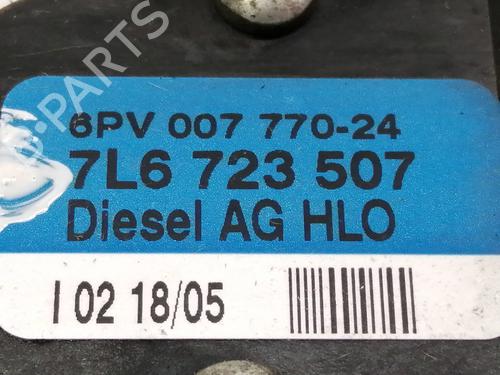 6PV 007 770-24
7L6 723 507
Diesel AG HLO
I 02 18/05
B-PARTS